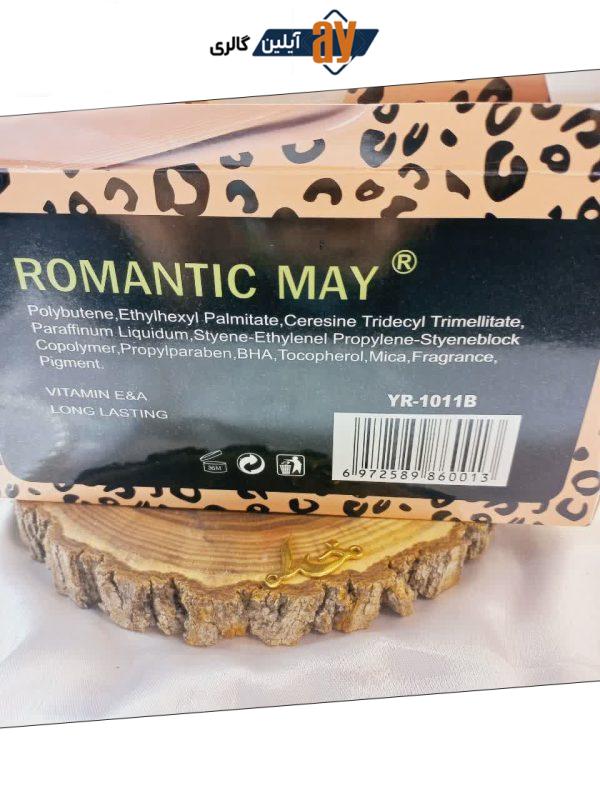 ay آیلین گالری
ROMANTIC MAY ®
Polybutene,Ethylhexyl Palmitate,Ceresine Tridecyl Trimellitate,
Paraffinum Liquidum,Styene-Ethylenel Propylene-Styeneblock
Copolymer,Propylparaben,BHA,Tocopherol,Mica,Fragrance,
Pigment.
VITAMIN E&A
LONG LASTING
YR-1011B
36M
6 972589 860013
خدا